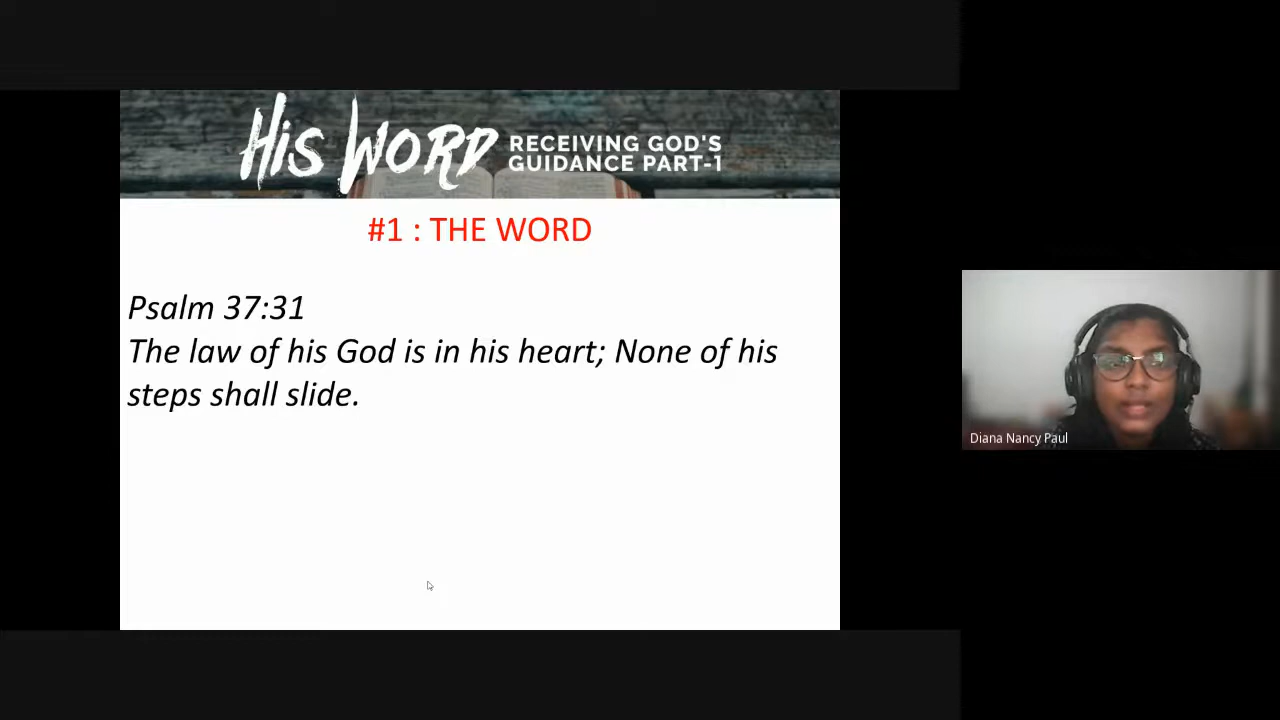 His Word RECEIVING GOD'S
GUIDANCE PART-1
#1 : THE WORD
Psalm 37:31
The law of his God is in his heart; None of his
steps shall slide.
Diana Nancy Paul